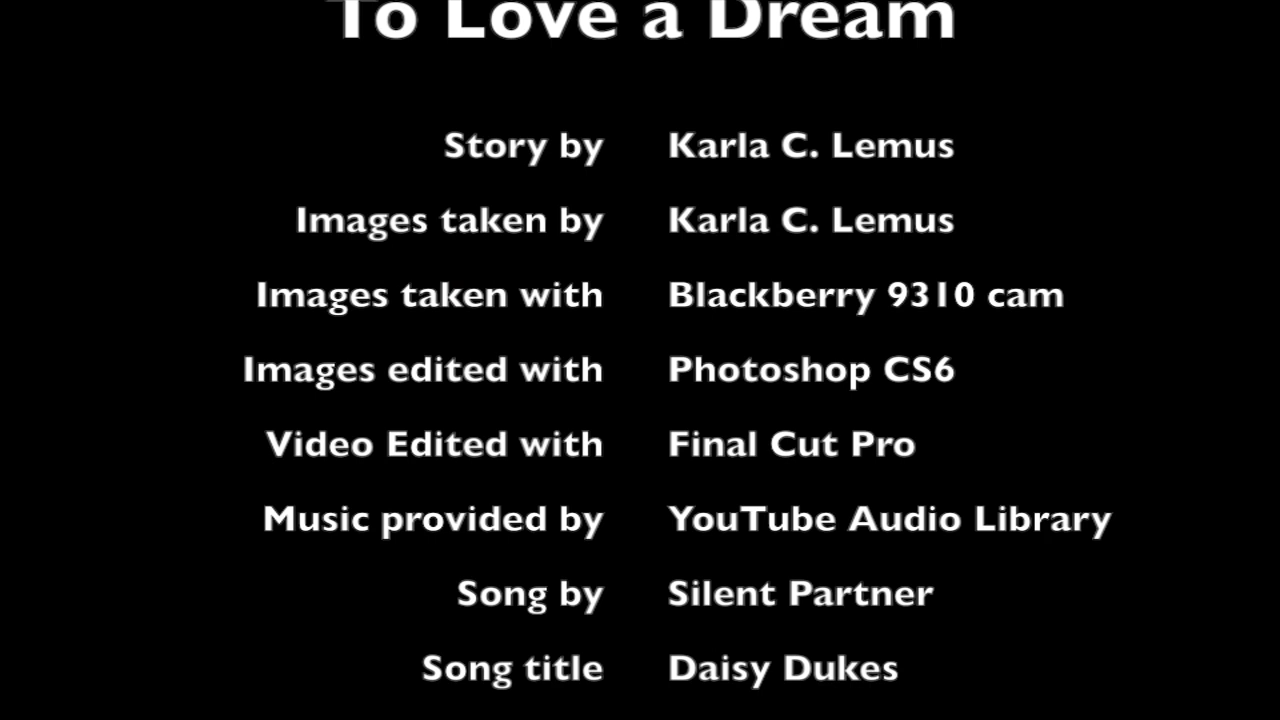 To Love a Dream
Story by Karla C. Lemus
Images taken by Karla C. Lemus
Images taken with Blackberry 9310 cam
Images edited with Photoshop CS6
Video Edited with Final Cut Pro
Music provided by YouTube Audio Library
Song by Silent Partner
Song title Daisy Dukes